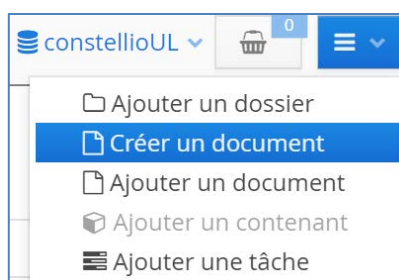 constellioUL 0
Ajouter un dossier
Créer un document
Ajouter un document
Ajouter un contenant
Ajouter une tâche